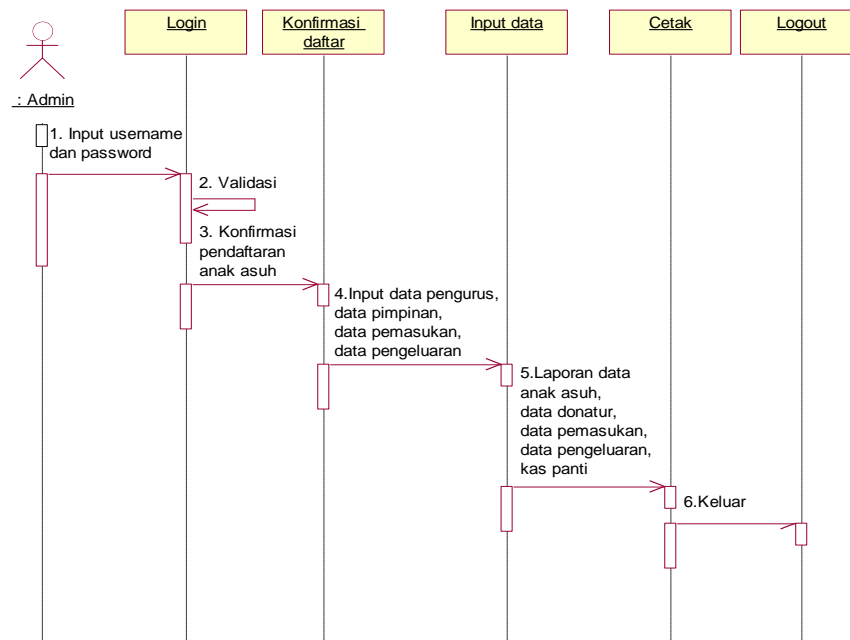 Login
Konfirmasi
daftar
Input data
Cetak
Logout
: Admin
1. Input username
dan password
2. Validasi
3. Konfirmasi
pendaftaran
anak asuh
4.Input data pengurus,
data pimpinan,
data pemasukan,
data pengeluaran
5.Laporan data
anak asuh,
data donatur,
data pemasukan,
data pengeluaran,
kas panti
6.Keluar